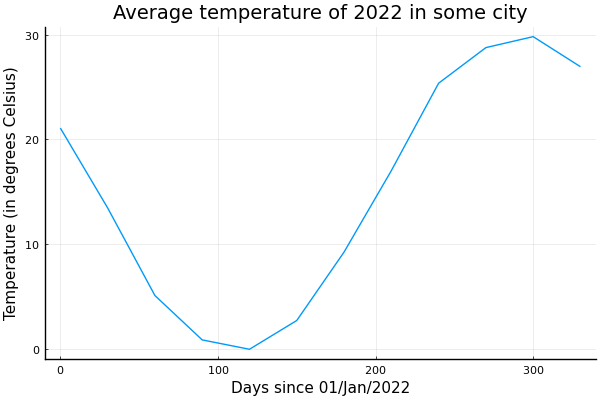 Average temperature of 2022 in some city
Temperature (in degrees Celsius)
30
20
10
0
0 100 200 300
Days since 01/Jan/2022